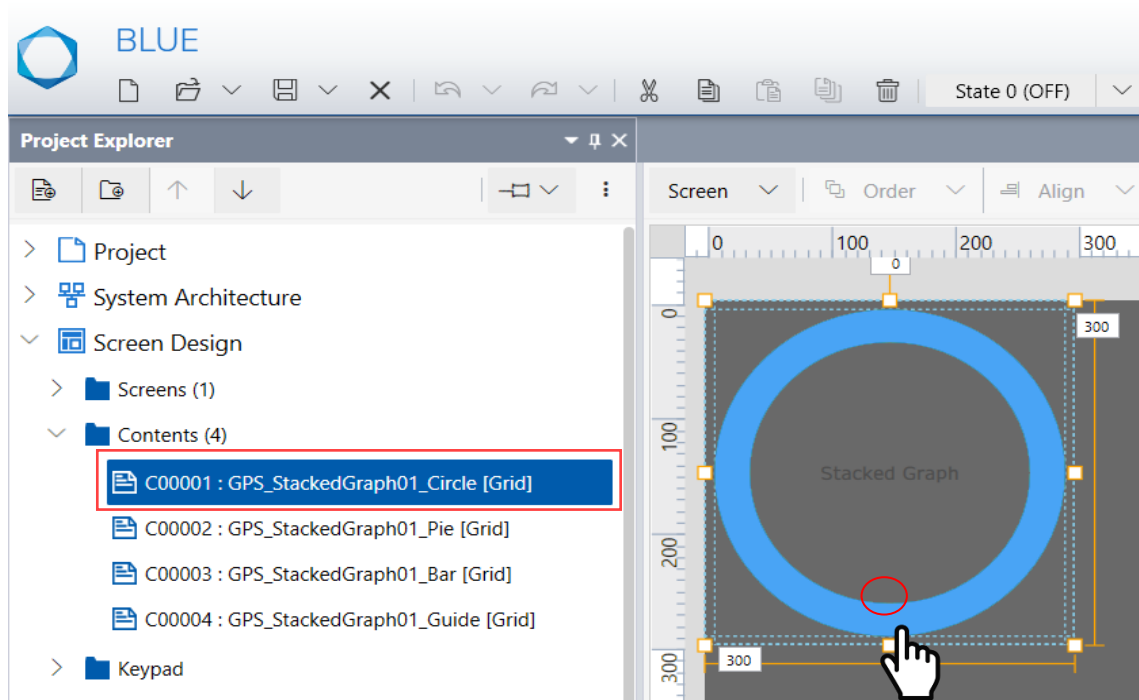 BLUE
State 0 (OFF)
Project Explorer
Screen Order Align
Project
System Architecture
Screen Design
Screens (1)
Contents (4)
C00001 : GPS_StackedGraph01_Circle [Grid]
C00002 : GPS_StackedGraph01_Pie [Grid]
C00003 : GPS_StackedGraph01_Bar [Grid]
C00004 : GPS_StackedGraph01_Guide [Grid]
Keypad
0 100 200 300
0
0
300
100
Stacked Graph
200
300
300